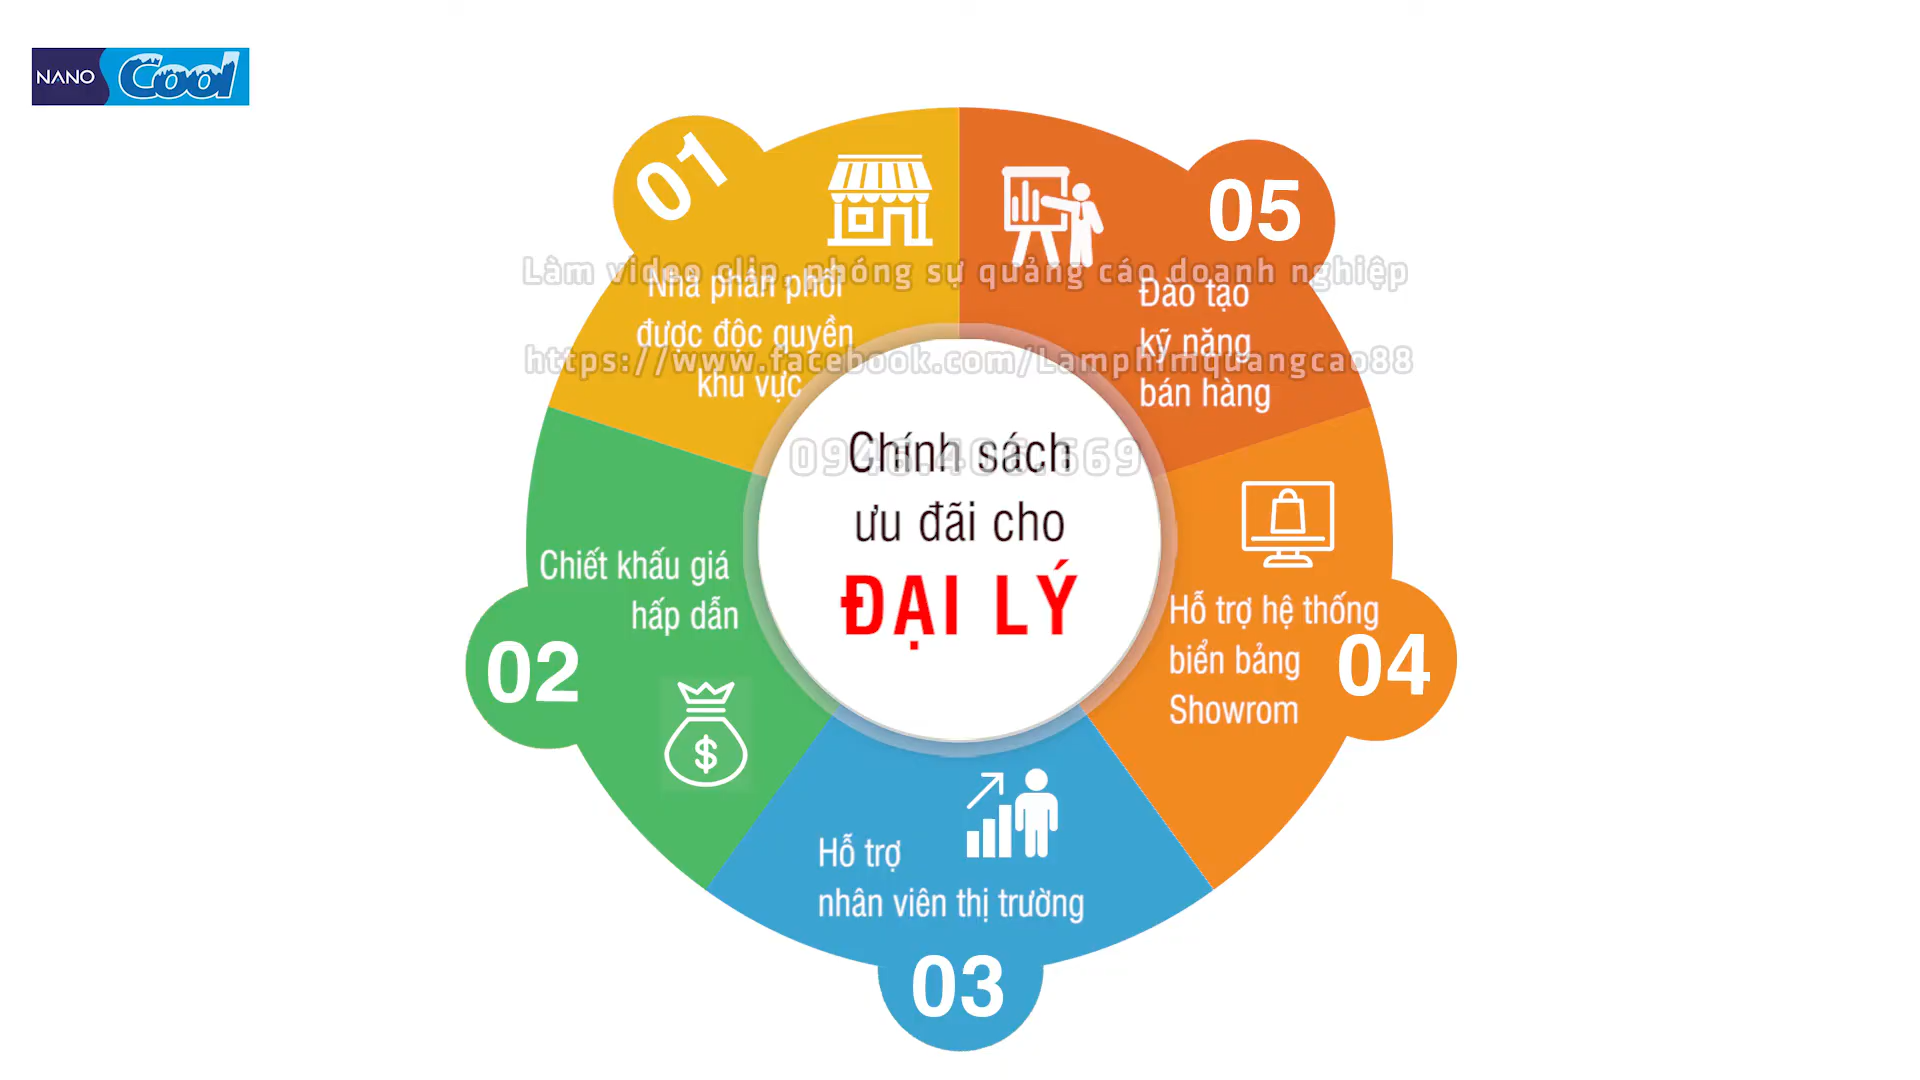 NANO Cool
01
Nhà phân phối
được độc quyền
khu vực
05
Đào tạo
kỹ năng
bán hàng
Làm video clip, phóng sự quảng cáo doanh nghiệp
https://www.facebook.com/Lamphimquangcao88
Chính sách
ưu đãi cho
ĐẠI LÝ
Chiết khấu giá
hấp dẫn
02
$
Hỗ trợ hệ thống
biển bảng
Showrom
04
Hỗ trợ
nhân viên thị trường
03